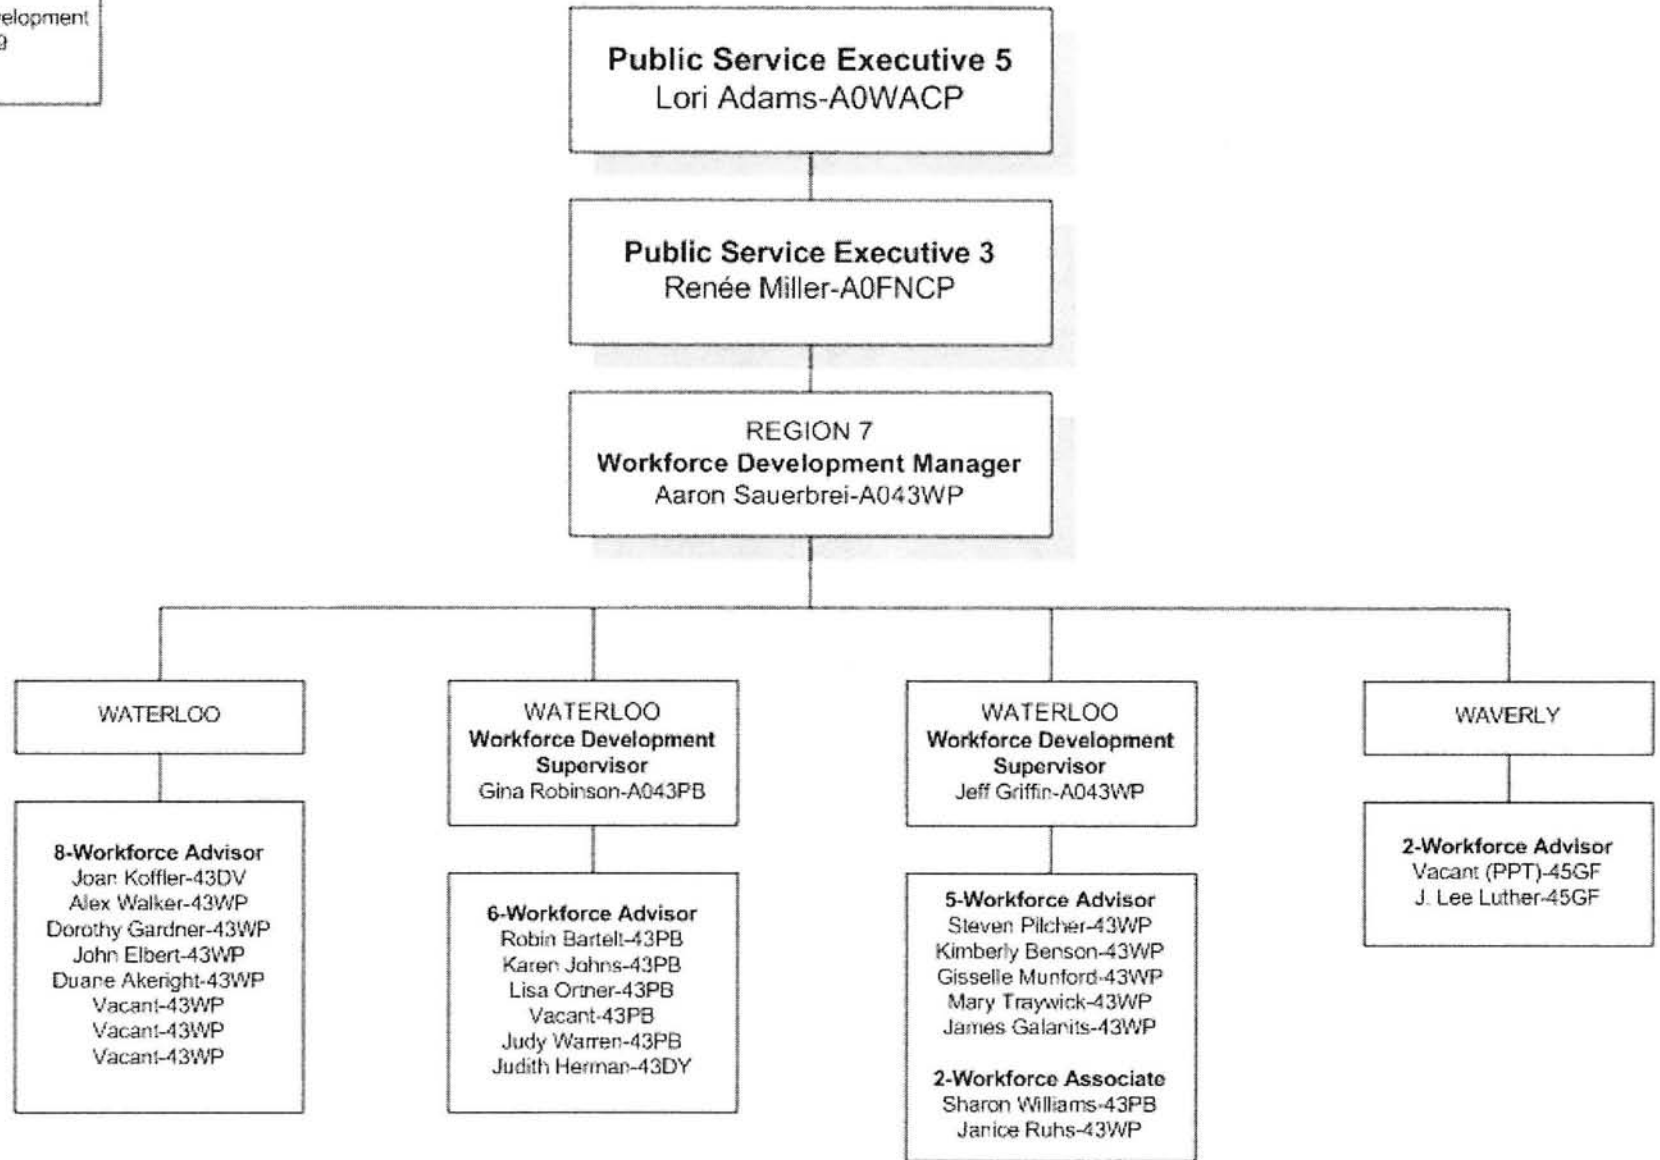 elopment
9
Public Service Executive 5
Lori Adams-A0WACP
Public Service Executive 3
Renée Miller-A0FNCP
REGION 7
Workforce Development Manager
Aaron Sauerbrei-A043WP
WATERLOO
8-Workforce Advisor
Joan Koffler-43DV
Alex Walker-43WP
Dorothy Gardner-43WP
John Elbert-43WP
Duane Akeright-43WP
Vacant-43WP
Vacant-43WP
Vacant-43WP
WATERLOO
Workforce Development
Supervisor
Gina Robinson-A043PB
6-Workforce Advisor
Robin Bartelt-43PB
Karen Johns-43PB
Lisa Ortner-43PB
Vacant-43PB
Judy Warren-43PB
Judith Herman-43DY
WATERLOO
Workforce Development
Supervisor
Jeff Griffin-A043WP
5-Workforce Advisor
Steven Pilcher-43WP
Kimberly Benson-43WP
Gisselle Munford-43WP
Mary Traywick-43WP
James Galanits-43WP
2-Workforce Associate
Sharon Williams-43PB
Janice Ruhs-43WP
WAVERLY
2-Workforce Advisor
Vacant (PPT)-45GF
J. Lee Luther-45GF